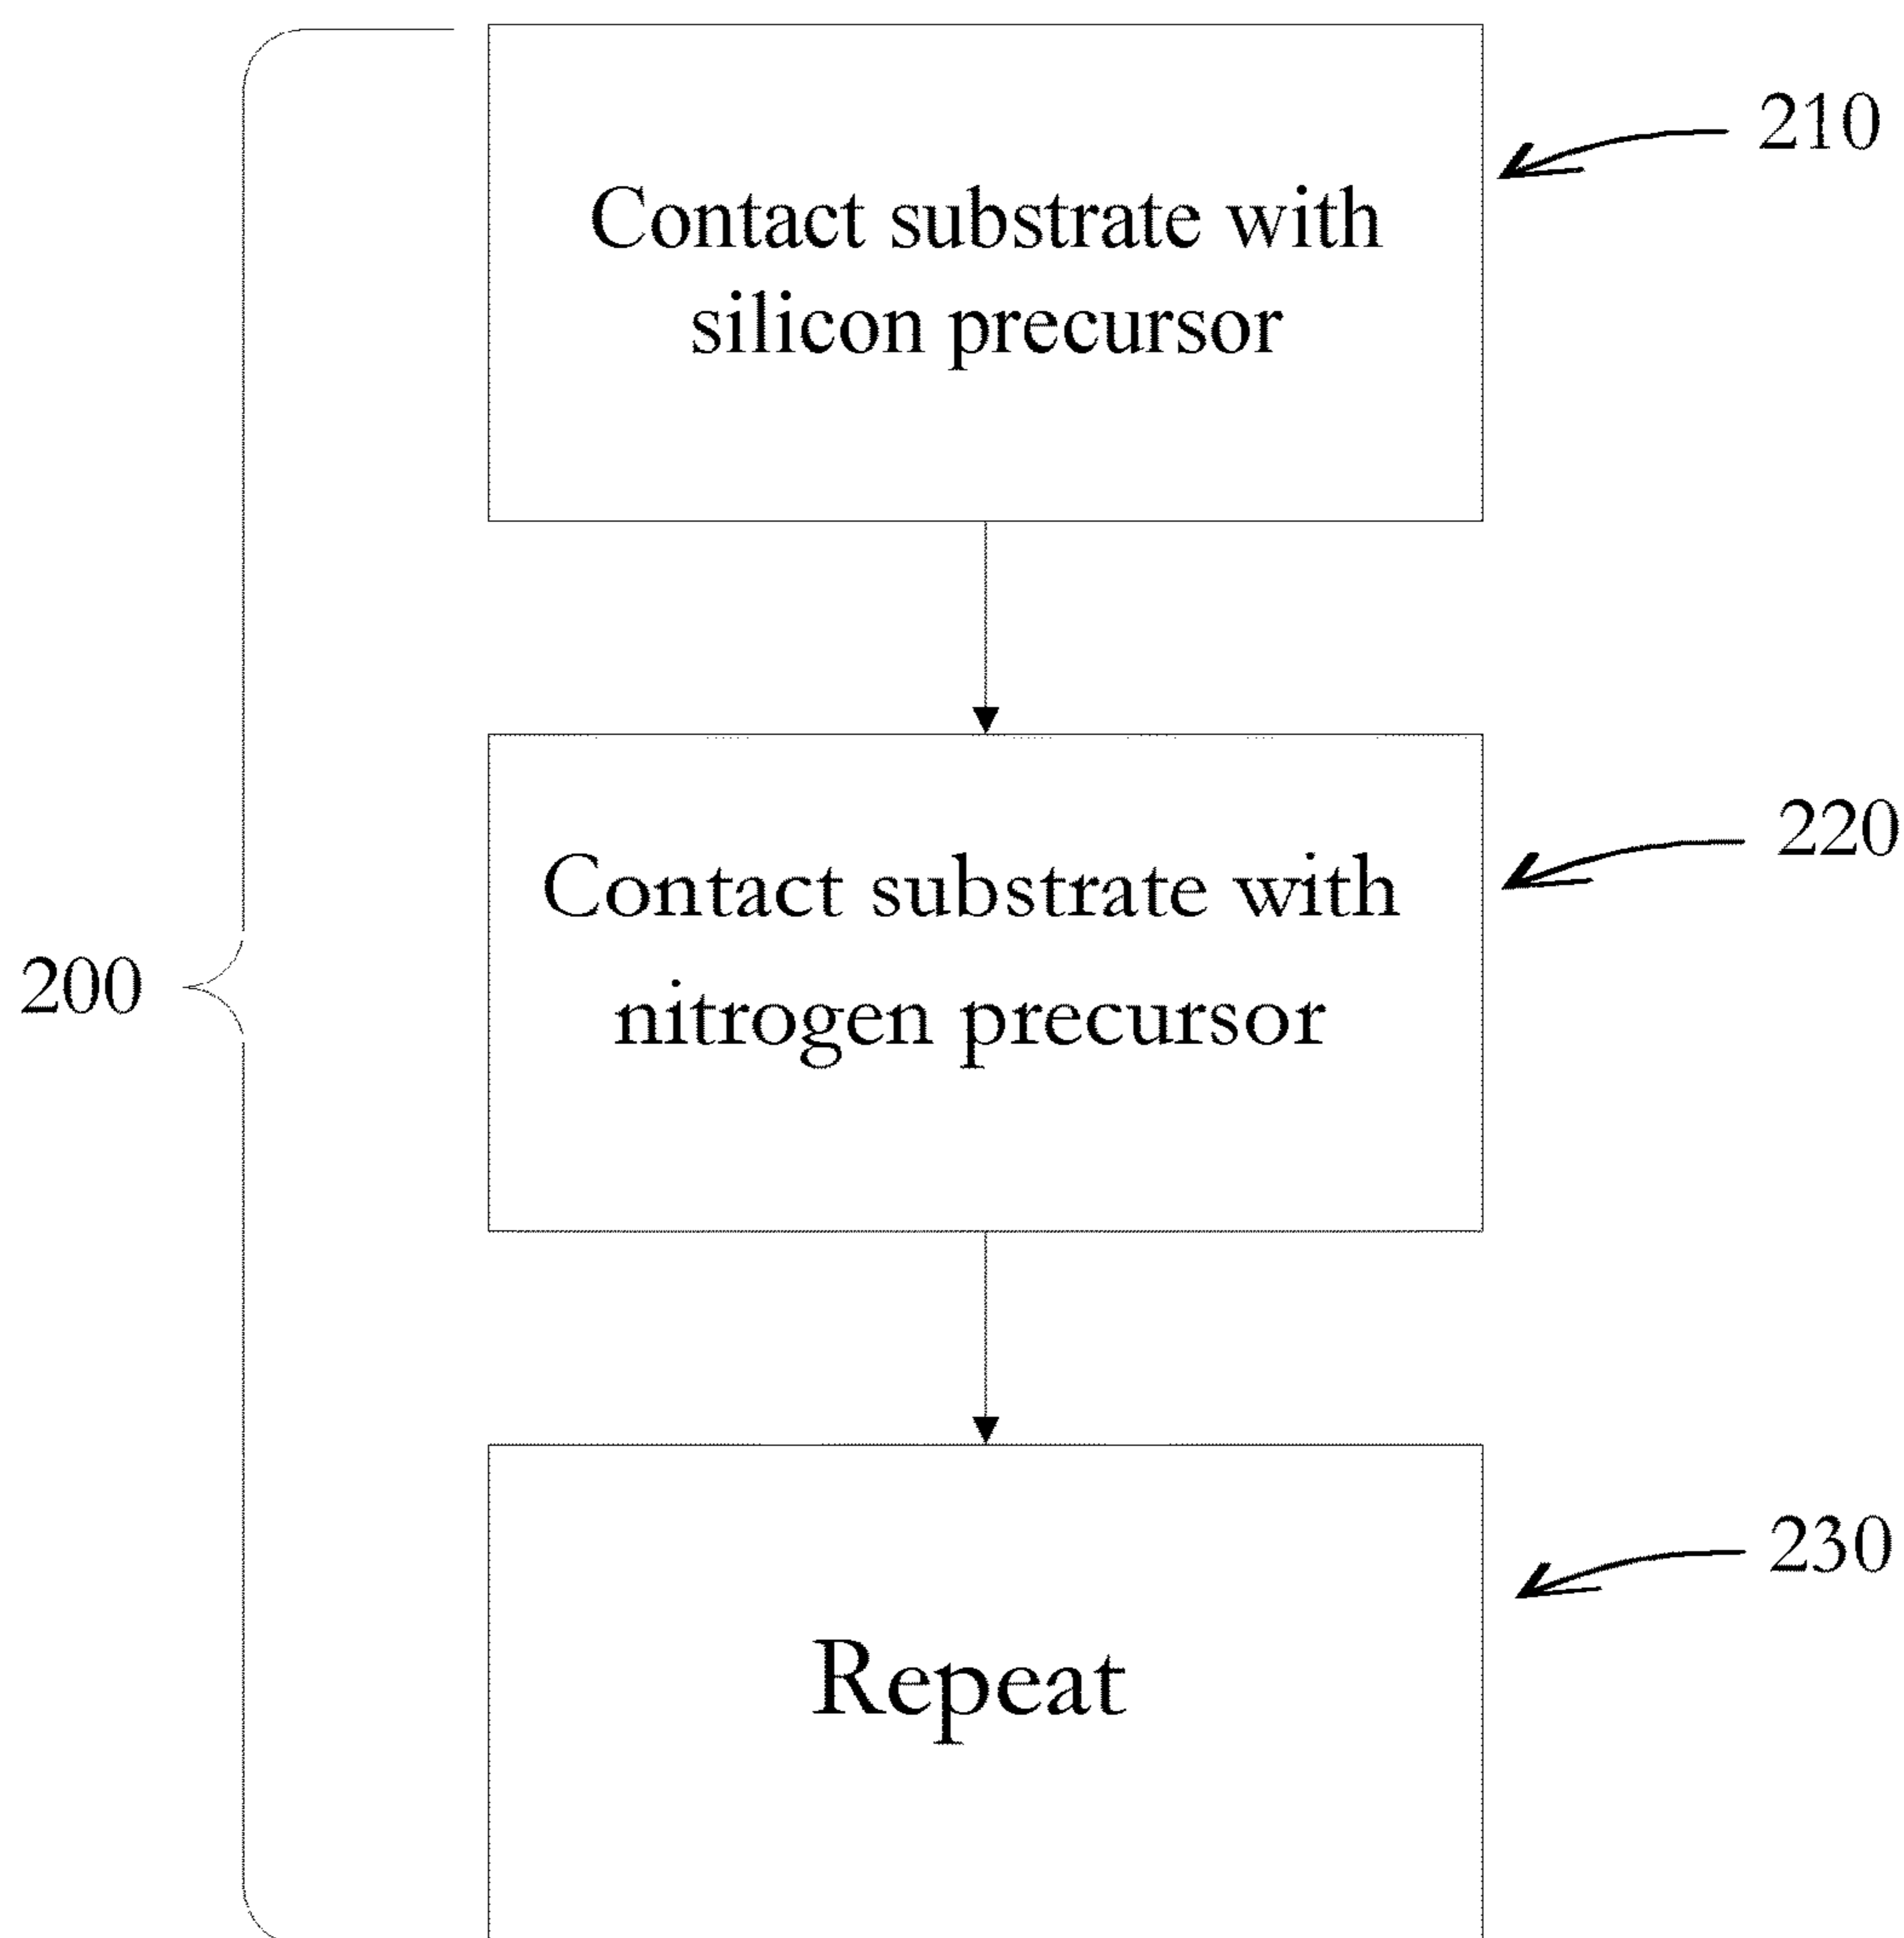 210
Contact substrate with
silicon precursor
220
Contact substrate with
nitrogen precursor
200
230
Repeat